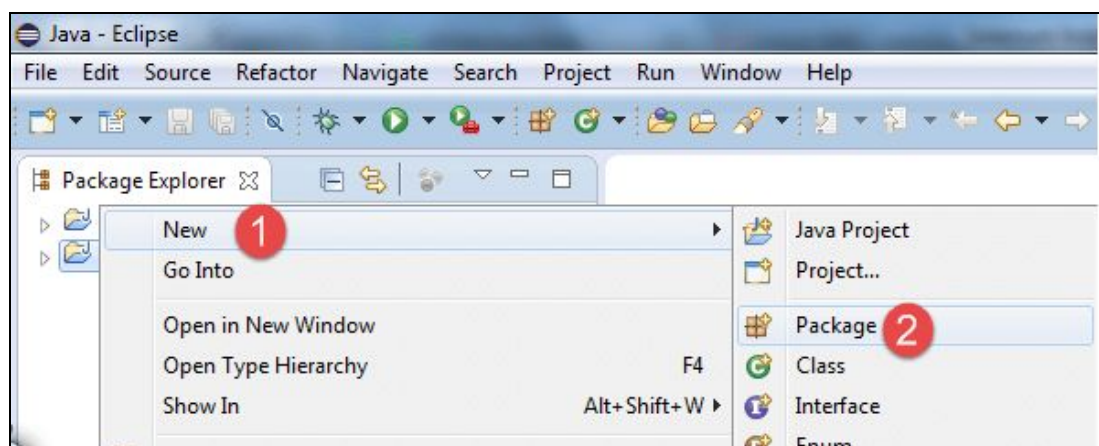 Java - Eclipse
File Edit Source Refactor Navigate Search Project Run Window Help
Package Explorer
New 1
Go Into
Open in New Window
Open Type Hierarchy F4
Show In Alt+Shift+W
Java Project
Project...
Package 2
Class
Interface
Enum